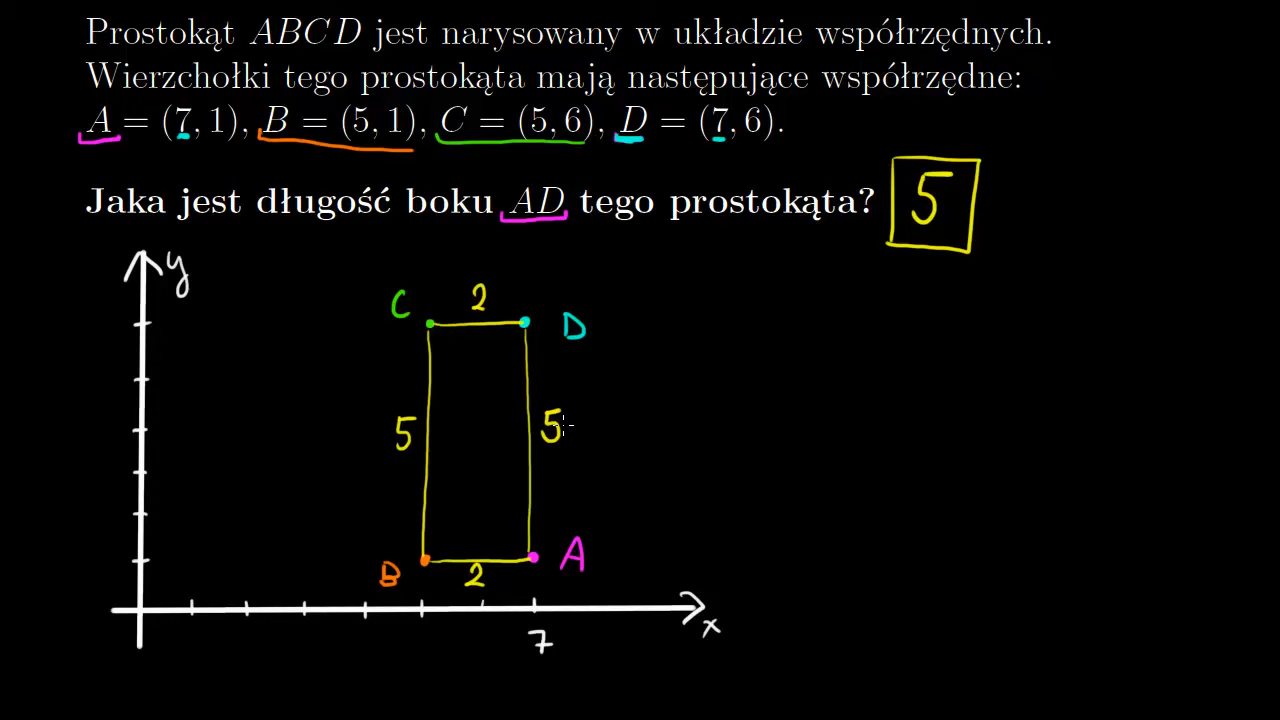 Prostokąt ABCD jest narysowany w układzie współrzędnych.
Wierzchołki tego prostokąta mają następujące współrzędne:
A = (7, 1), B = (5, 1), C = (5, 6), D = (7, 6).
Jaka jest długość boku AD tego prostokąta? 5
y
C 2 D
5 5
B 2 A
x
7